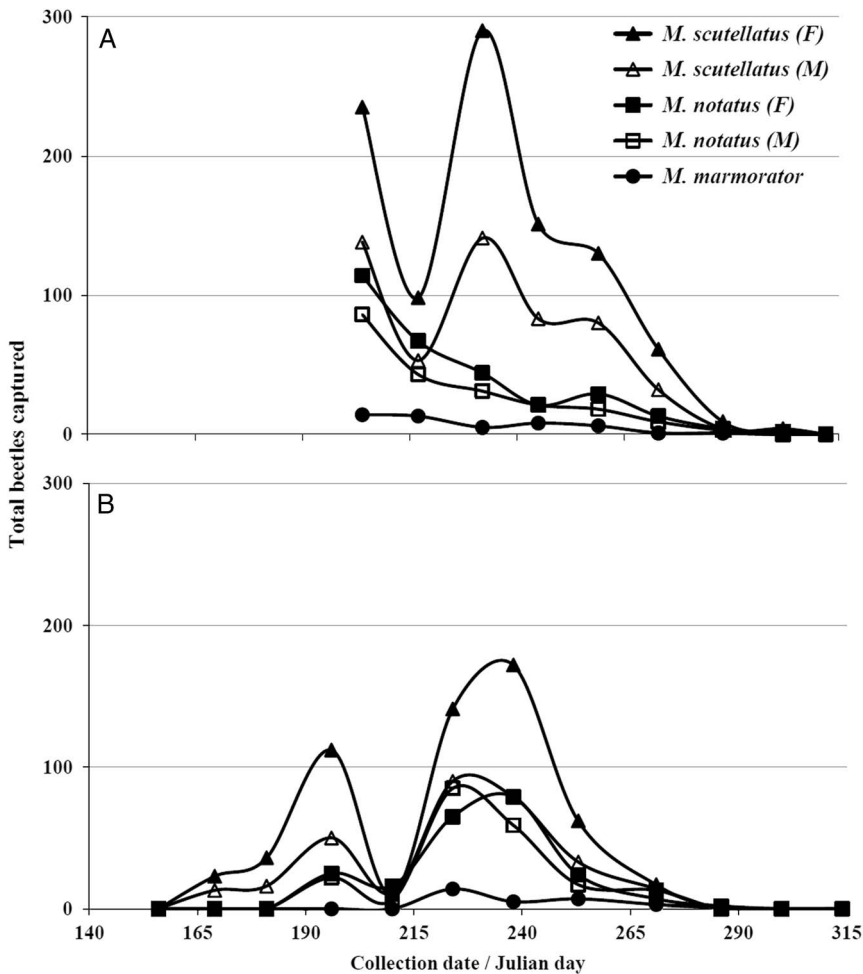 A
300
200
100
0
M. scutellatus (F)
M. scutellatus (M)
M. notatus (F)
M. notatus (M)
M. marmorator
Total beetles captured
B
300
200
100
0
140 165 190 215 240 265 290 315
Collection date / Julian day